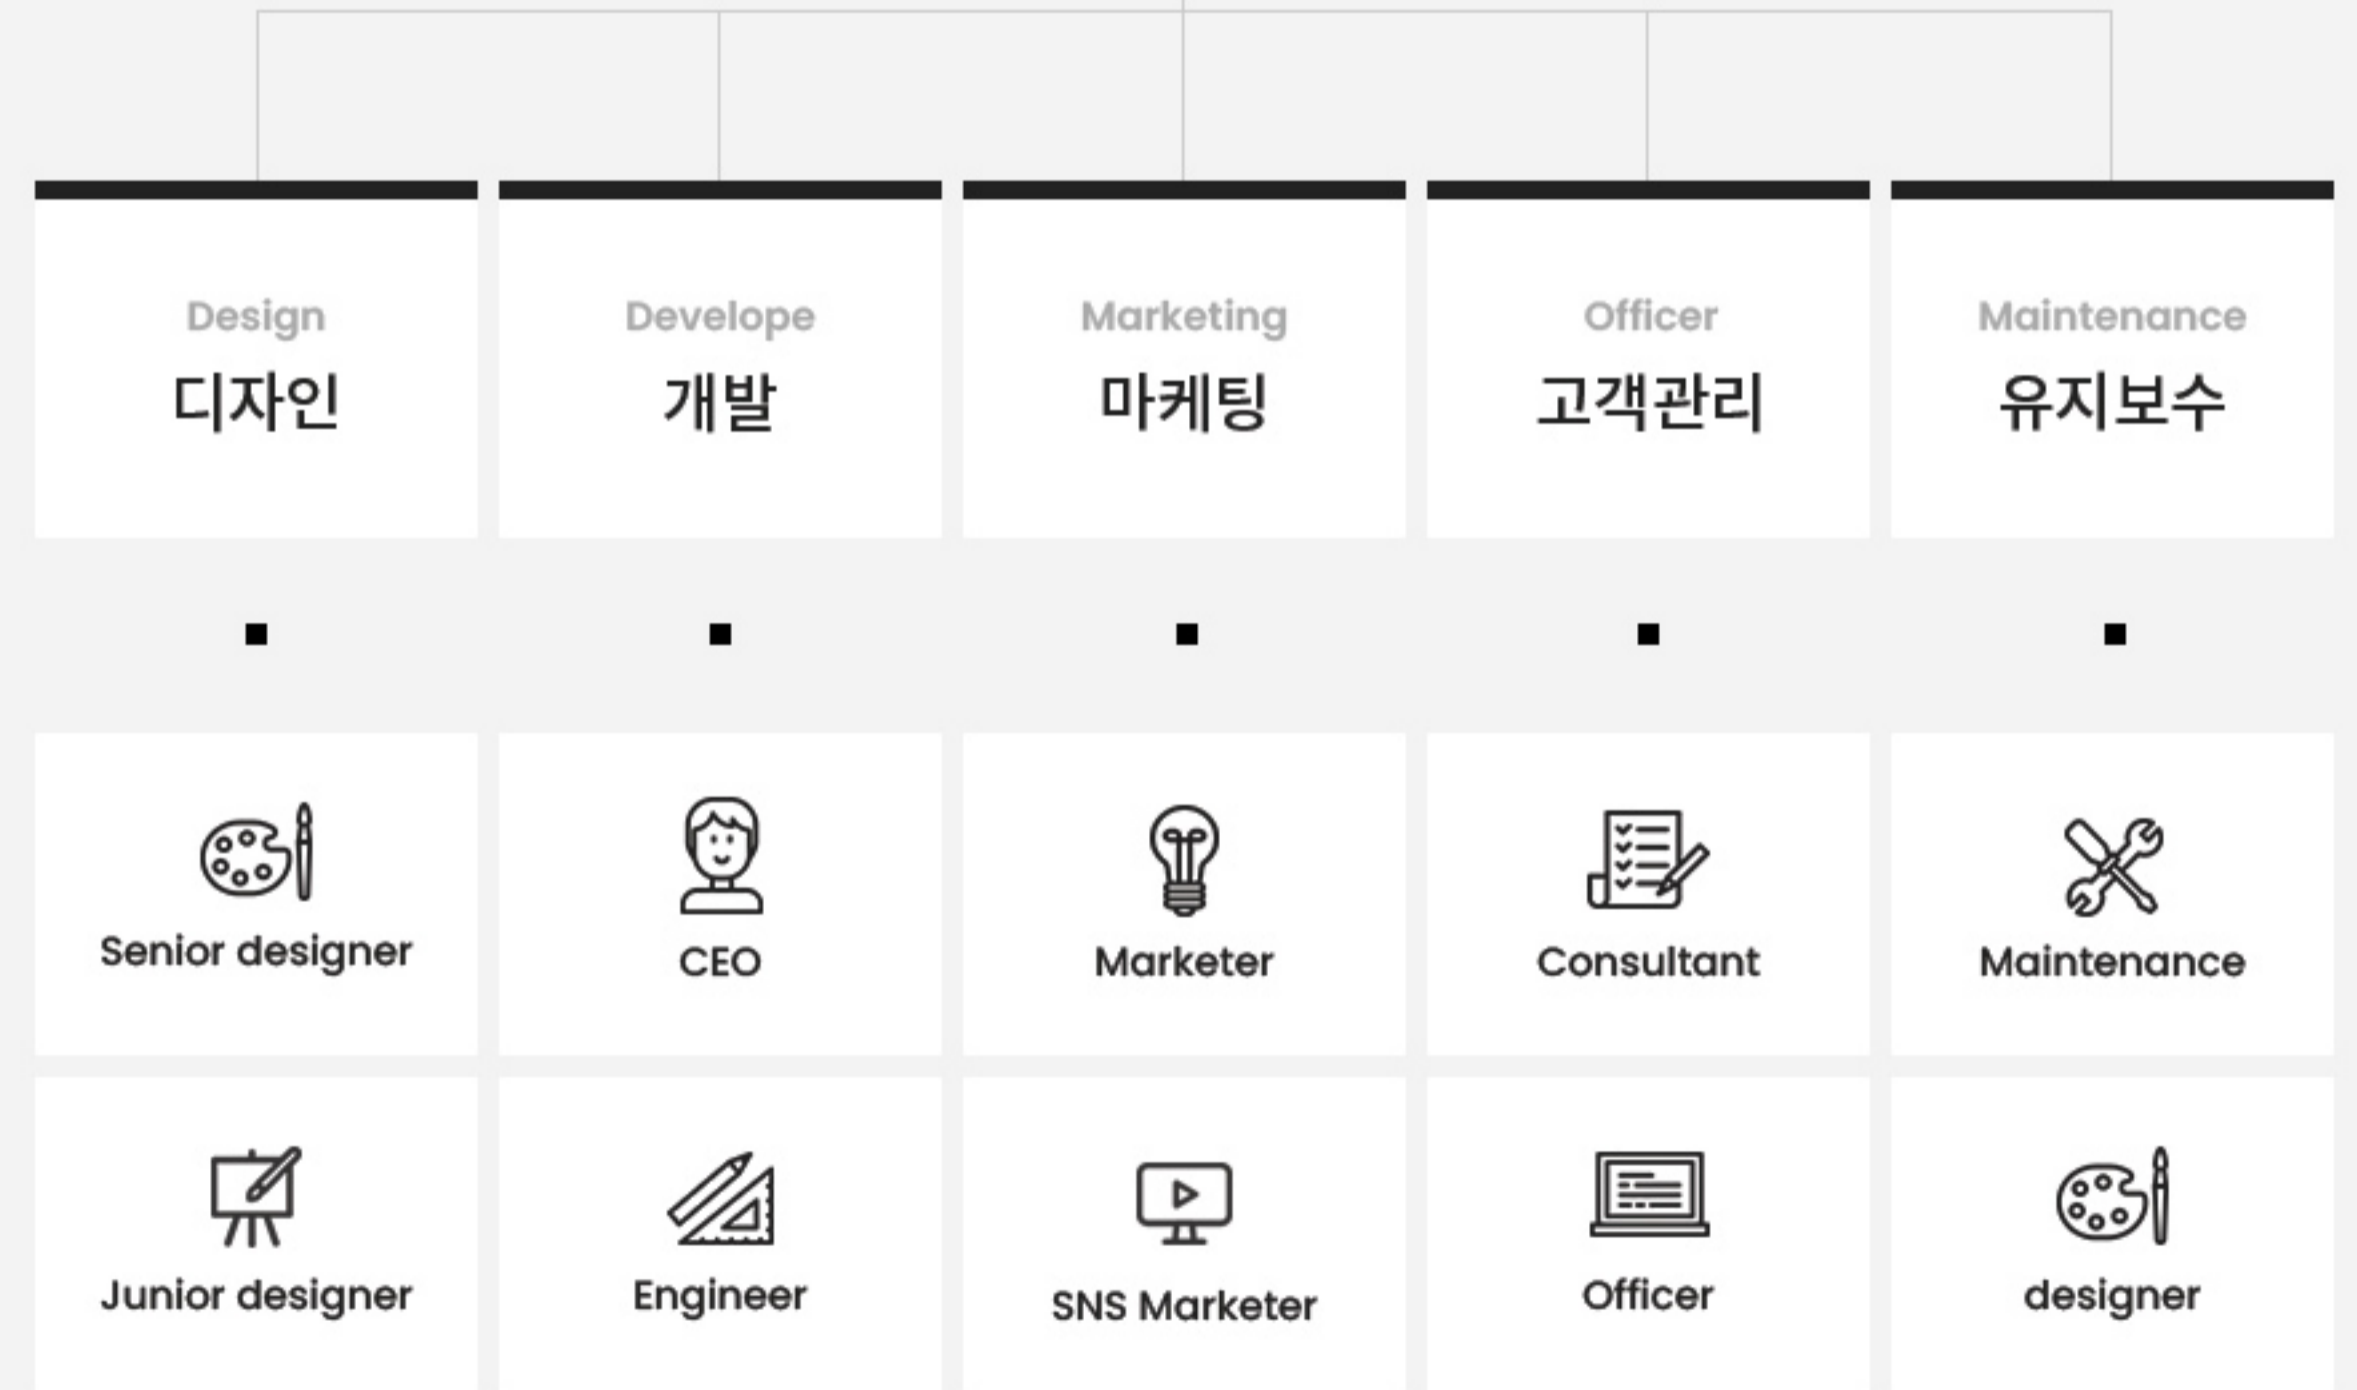 Design
디자인
Develope
개발
Marketing
마케팅
Officer
고객관리
Maintenance
유지보수
Senior designer
CEO
Marketer
Consultant
Maintenance
Junior designer
Engineer
SNS Marketer
Officer
designer